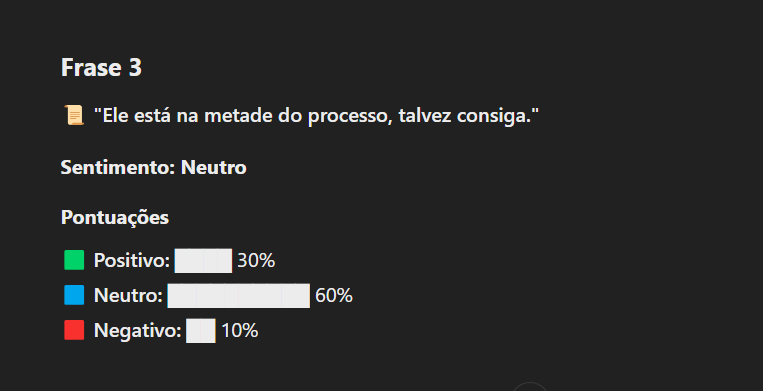 Frase 3
📜 "Ele está na metade do processo, talvez consiga."
Sentimento: Neutro
Pontuações
🟩 Positivo: ████ 30%
🟦 Neutro: ██████████ 60%
🟥 Negativo: ██ 10%